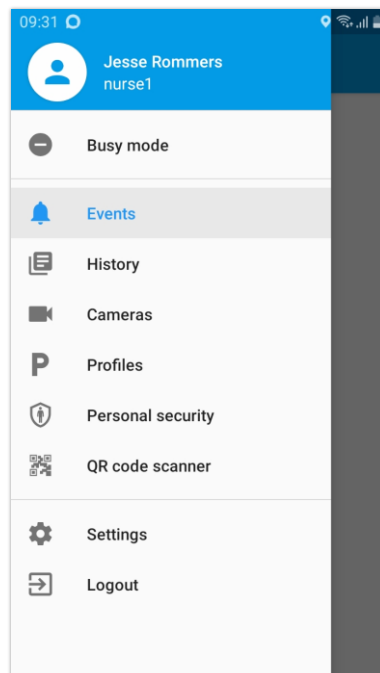 09:31
Jesse Rommers
nurse1
Busy mode
Events
History
Cameras
P
Profiles
Personal security
QR code scanner
Settings
Logout